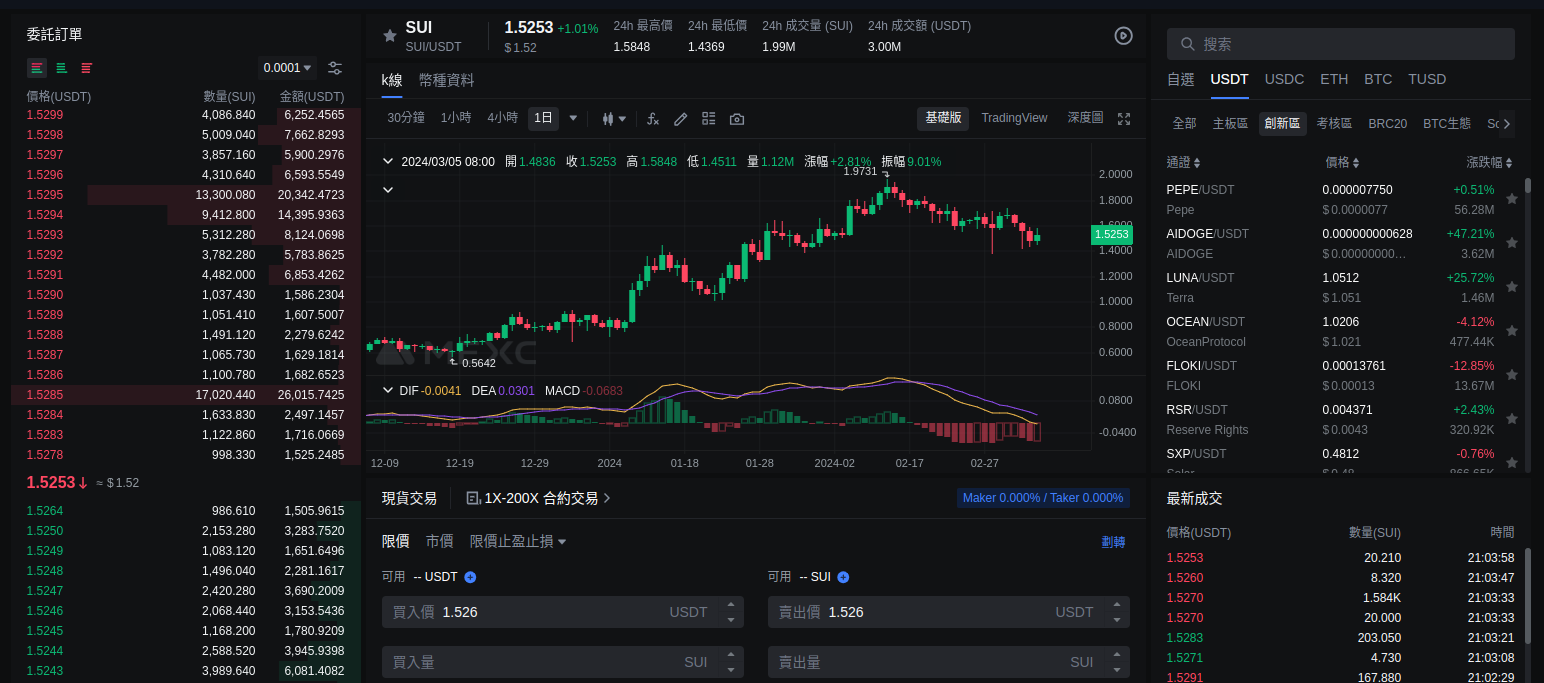 委託訂單
0.0001
價格(USDT) 數量(SUI) 金額(USDT)
1.5299 4,086.840 6,252.4565
1.5298 5,009.040 7,662.8293
1.5297 3,857.160 5,900.2976
1.5296 4,310.640 6,593.5549
1.5295 13,300.080 20,342.4723
1.5294 9,412.800 14,395.9363
1.5293 5,312.280 8,124.0698
1.5292 3,782.280 5,783.8625
1.5291 4,482.000 6,853.4262
1.5290 1,037.430 1,586.2304
1.5289 1,051.410 1,607.5007
1.5288 1,491.120 2,279.6242
1.5287 1,065.730 1,629.1814
1.5286 1,100.780 1,682.6523
1.5285 17,020.440 26,015.7425
1.5284 1,633.830 2,497.1457
1.5283 1,122.860 1,716.0669
1.5278 998.330 1,525.2485
1.5253↓ ≈ $ 1.52
1.5264 986.610 1,505.9615
1.5250 2,153.280 3,283.7520
1.5249 1,083.120 1,651.6496
1.5248 1,496.040 2,281.1617
1.5247 2,420.280 3,690.2009
1.5246 2,068.440 3,153.5436
1.5245 1,168.200 1,780.9209
1.5244 2,588.520 3,945.9398
1.5243 3,989.640 6,081.4082
SUI
SUI/USDT
1.5253 +1.01%
$ 1.52
24h 最高價 24h 最低價 24h 成交量 (SUI) 24h 成交額 (USDT)
1.5848 1.4369 1.99M 3.00M
k線 幣種資料
30分鐘 1小時 4小時 1日 基礎版 TradingView 深度圖
2024/03/05 08:00 開 1.4836 收 1.5253 高 1.5848 低 1.4511 量 1.12M 漲幅 +2.81% 振幅 9.01%
1.9731
2.0000
1.8000
1.6000
1.5253
1.4000
1.2000
1.0000
0.8000
0.6000
MEXC
0.5642
DIF -0.0041 DEA 0.0301 MACD -0.0683
0.0800
-0.0400
12-09 12-19 12-29 2024 01-18 01-28 2024-02 02-17 02-27
現貨交易 1X-200X 合約交易 Maker 0.000% / Taker 0.000%
限價 市價 限價止盈止損 劃轉
可用 -- USDT 可用 -- SUI
買入價 1.526 USDT 賣出價 1.526 USDT
買入量 SUI 賣出量 SUI
搜索
自選 USDT USDC ETH BTC TUSD
全部 主板區 創新區 考核區 BRC20 BTC生態
通證 價格 漲跌幅
PEPE/USDT 0.000007750 +0.51%
Pepe $ 0.0000077 56.28M
AIDOGE/USDT 0.000000000628 +47.21%
AIDOGE $ 0.00000000... 3.62M
LUNA/USDT 1.0512 +25.72%
Terra $ 1.051 1.46M
OCEAN/USDT 1.0206 -4.12%
OceanProtocol $ 1.021 477.44K
FLOKI/USDT 0.00013761 -12.85%
FLOKI $ 0.00013 13.67M
RSR/USDT 0.004371 +2.43%
Reserve Rights $ 0.0043 320.92K
SXP/USDT 0.4812 -0.76%
最新成交
價格(USDT) 數量(SUI) 時間
1.5253 20.210 21:03:58
1.5260 8.320 21:03:47
1.5270 1.584K 21:03:33
1.5270 20.000 21:03:33
1.5283 203.050 21:03:21
1.5271 4.730 21:03:08
1.5291 167.880 21:02:29